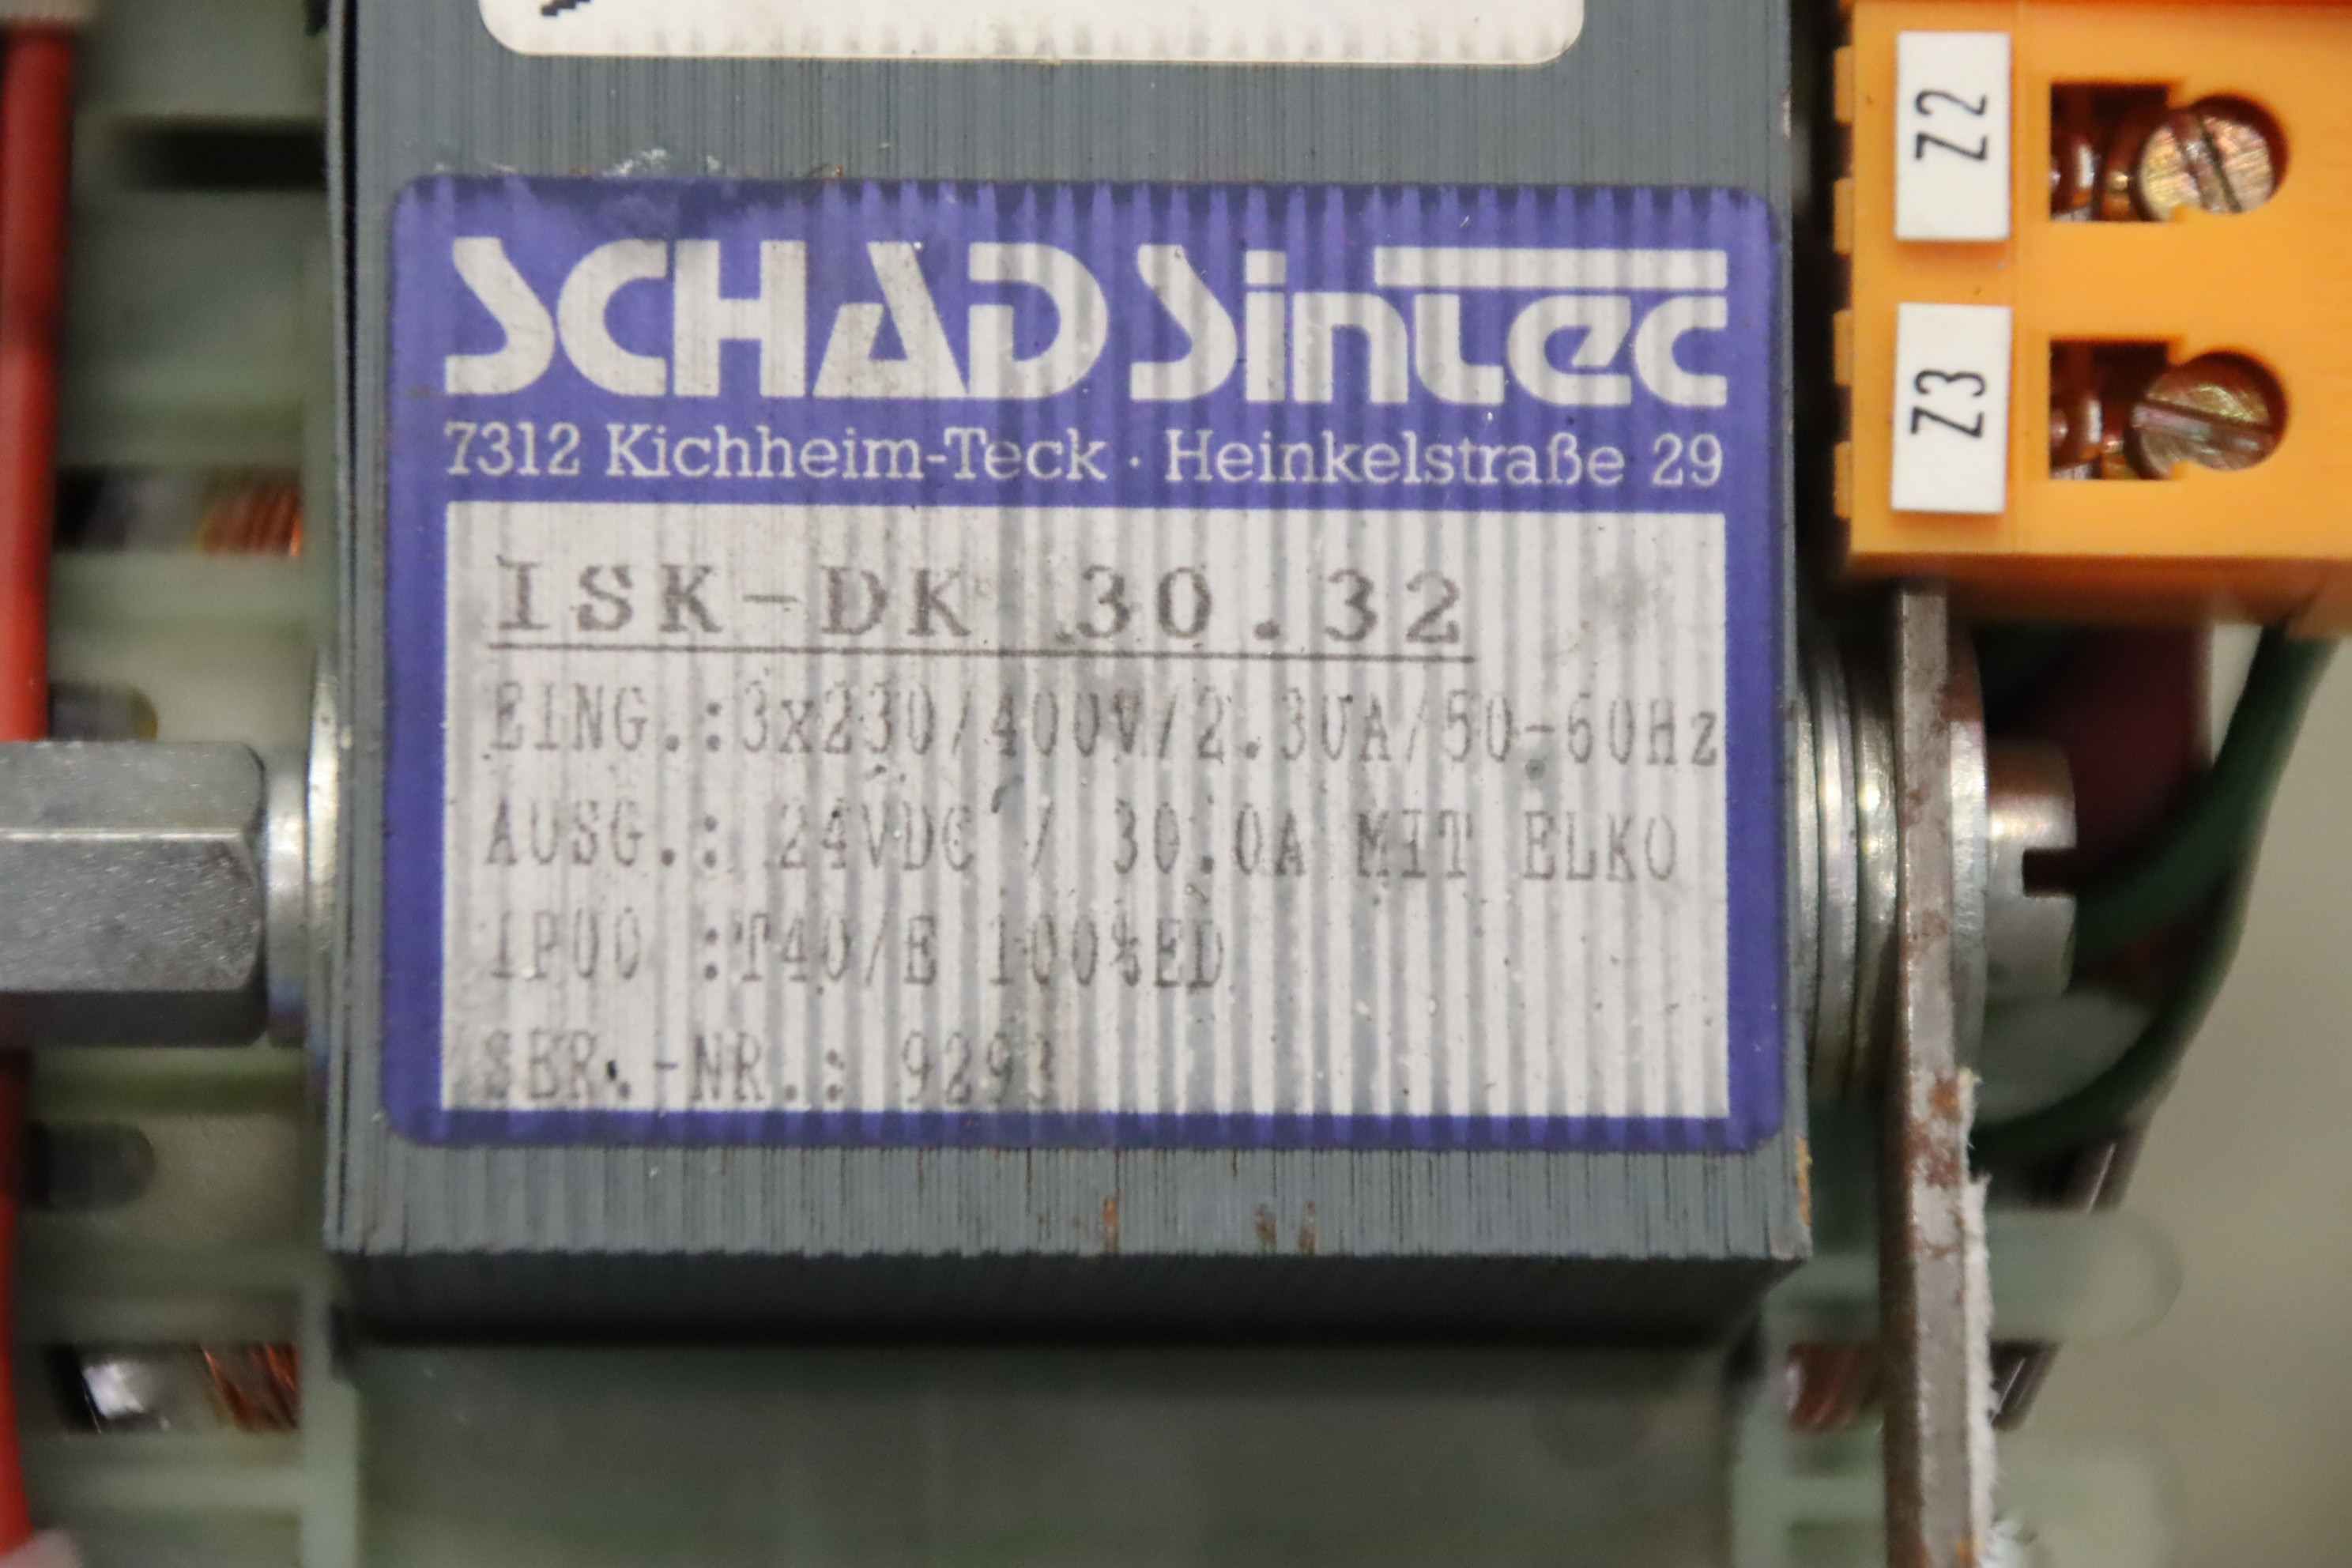 SCHAD Sintec
7312 Kichheim-Teck · Heinkelstraße 29
ISK-DK 30.32
EING.:3x230/400V/2.30A/50-60Hz
AUSG.: 24VDC / 30.0A MIT ELKO
IP00 :T40/E 100%ED
SER.-NR.: 9293
Z2
Z3